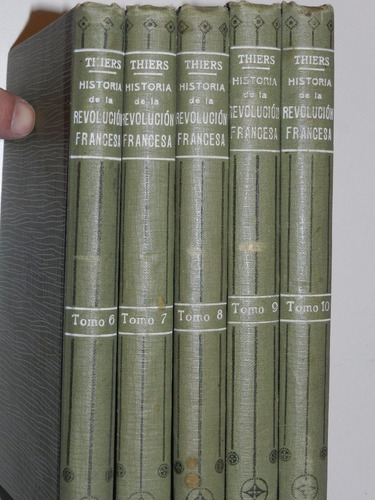 THIERS
HISTORIA
de la
REVOLUCIÓN
FRANCESA
Tomo 6
THIERS
HISTORIA
de la
REVOLUCIÓN
FRANCESA
Tomo 7
THIERS
HISTORIA
de la
REVOLUCIÓN
FRANCESA
Tomo 8
THIERS
HISTORIA
de la
REVOLUCIÓN
FRANCESA
Tomo 9
THIERS
HISTORIA
de la
REVOLUCIÓN
FRANCESA
Tomo 10